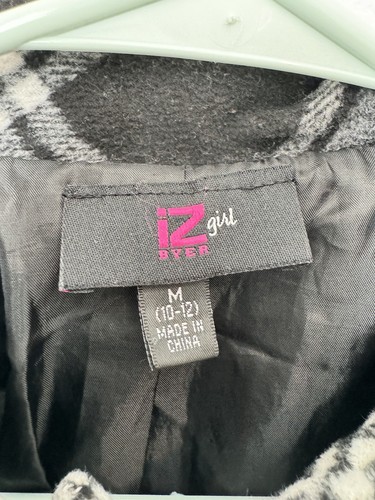 iZ girl
BYER
M
(10-12)
MADE IN
CHINA